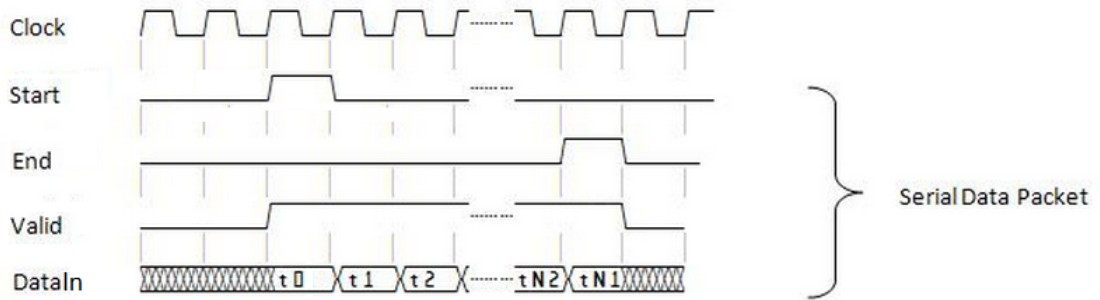 Clock
Start
End
Valid
DataIn t0 t1 t2 tN2 tN1
Serial Data Packet